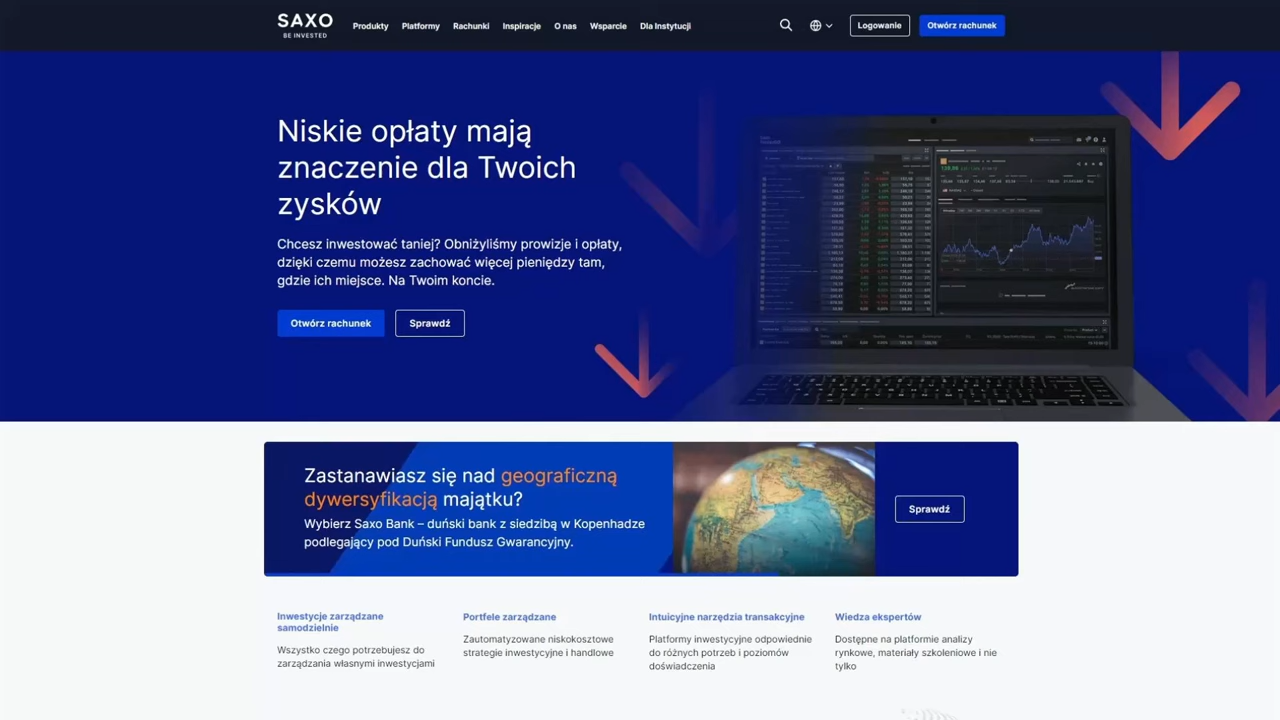 SAXO
BE INVESTED
Produkty
Platformy
Rachunki
Inspiracje
O nas
Wsparcie
Dla Instytucji
Logowanie
Otwórz rachunek
Niskie opłaty mają
znaczenie dla Twoich
zysków
Chcesz inwestować taniej? Obniżyliśmy prowizje i opłaty,
dzięki czemu możesz zachować więcej pieniędzy tam,
gdzie ich miejsce. Na Twoim koncie.
Otwórz rachunek
Sprawdź
Zastanawiasz się nad geograficzną
dywersyfikacją majątku?
Wybierz Saxo Bank – duński bank z siedzibą w Kopenhadze
podlegający pod Duński Fundusz Gwarancyjny.
Sprawdź
Inwestycje zarządzane
samodzielnie
Wszystko czego potrzebujesz do
zarządzania własnymi inwestycjami
Portfele zarządzane
Zautomatyzowane niskokosztowe
strategie inwestycyjne i handlowe
Intuicyjne narzędzia transakcyjne
Platformy inwestycyjne odpowiednie
do różnych potrzeb i poziomów
doświadczenia
Wiedza ekspertów
Dostępne na platformie analizy
rynkowe, materiały szkoleniowe i nie
tylko